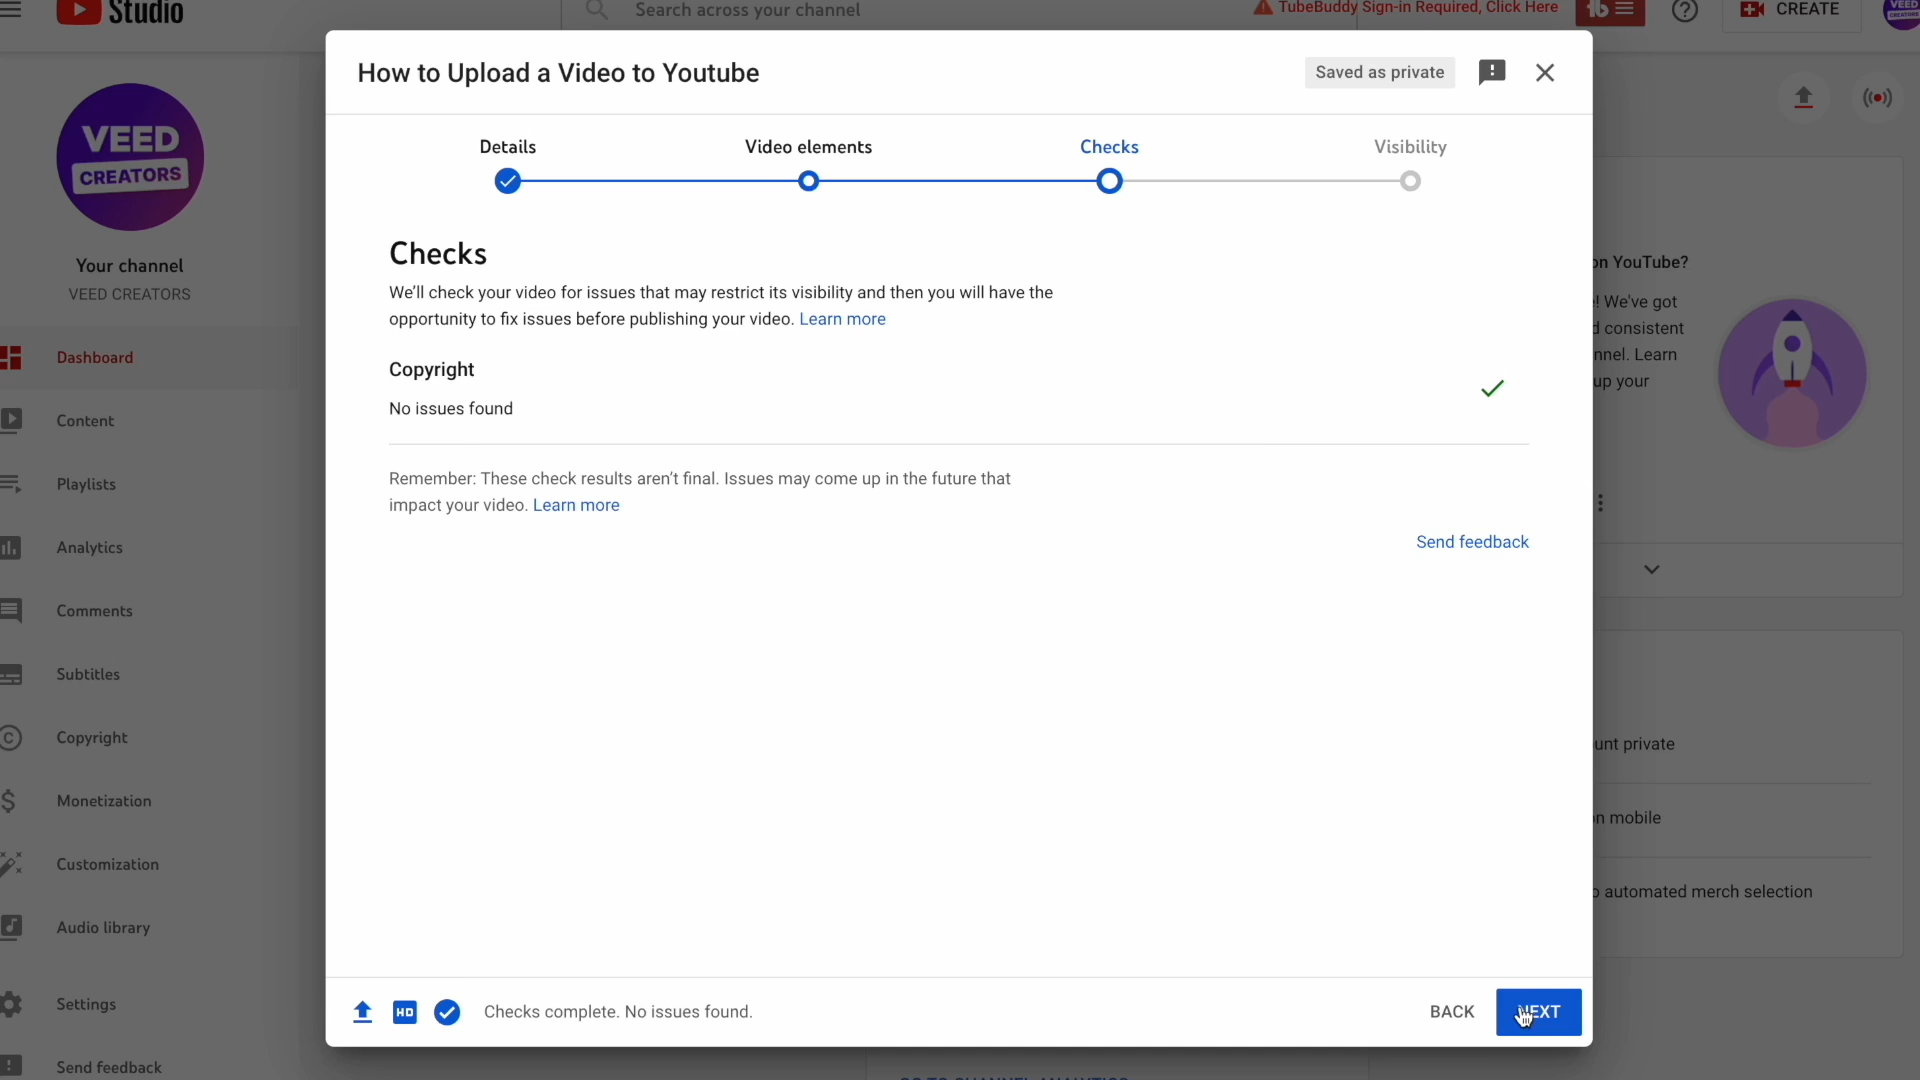 Studio
Search across your channel
TubeBuddy Sign-in Required, Click Here
CREATE
VEED
CREATORS
Your channel
VEED CREATORS
Dashboard
Content
Playlists
Analytics
Comments
Subtitles
Copyright
Monetization
Customization
Audio library
Settings
Send feedback
How to Upload a Video to Youtube
Saved as private
Details
Video elements
Checks
Visibility
Checks
We'll check your video for issues that may restrict its visibility and then you will have the
opportunity to fix issues before publishing your video. Learn more
Copyright
No issues found
Remember: These check results aren't final. Issues may come up in the future that
impact your video. Learn more
Send feedback
HD
Checks complete. No issues found.
BACK
NEXT
on YouTube?
! We've got
d consistent
nnel. Learn
up your
unt private
on mobile
o automated merch selection